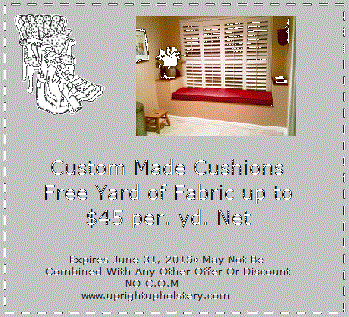 Custom Made Cushions
Free Yard of Fabric up to
$45 per. yd. Net
Expires June 31, May Not Be
Combined With Any Other Offer Or Discount
NO C.O.M
www.uprightupholstery.com